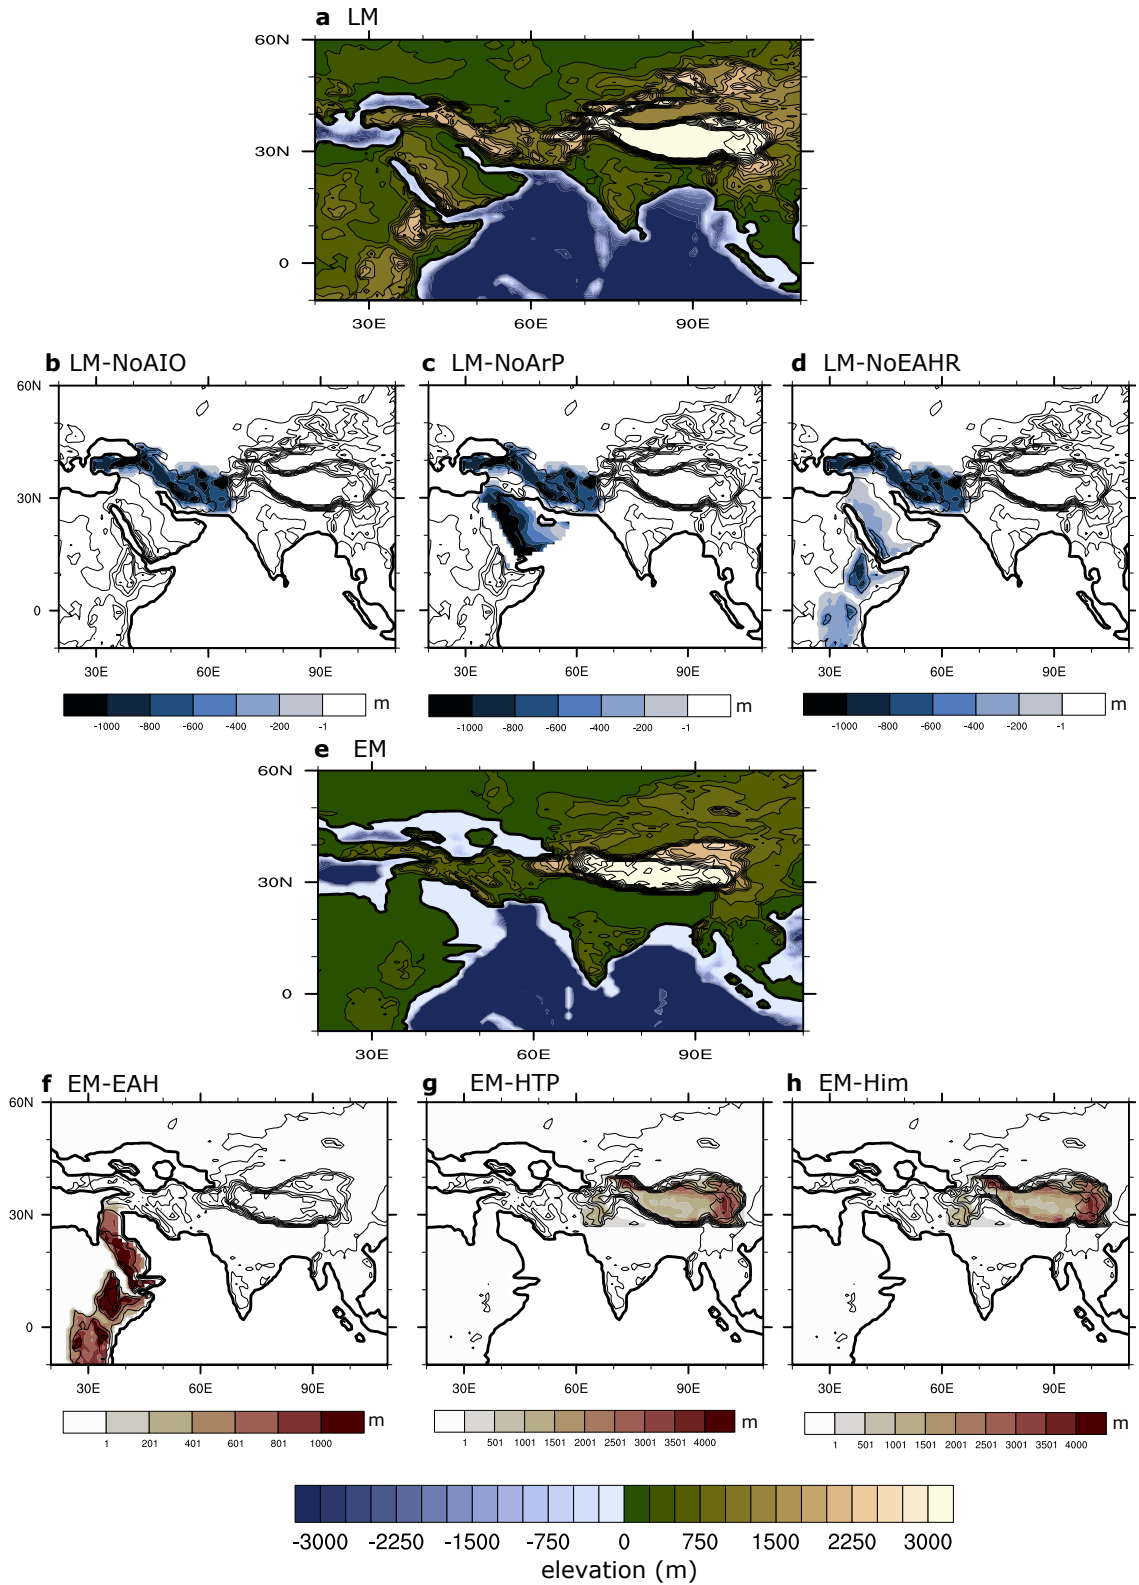 a LM
60N
30N
0
30E 60E 90E
b LM-NoAIO
c LM-NoArP
d LM-NoEAHR
60N
30N
0
30E 60E 90E
30E 60E 90E
30E 60E 90E
m
-1000 -800 -600 -400 -200 -1
m
-1000 -800 -600 -400 -200 -1
m
-1000 -800 -600 -400 -200 -1
e EM
60N
30N
0
30E 60E 90E
f EM-EAH
g EM-HTP
h EM-Him
60N
30N
0
30E 60E 90E
30E 60E 90E
30E 60E 90E
m
1 201 401 601 801 1000
m
1 501 1001 1501 2001 2501 3001 3501 4000
m
1 501 1001 1501 2001 2501 3001 3501 4000
-3000 -2250 -1500 -750 0 750 1500 2250 3000
elevation (m)